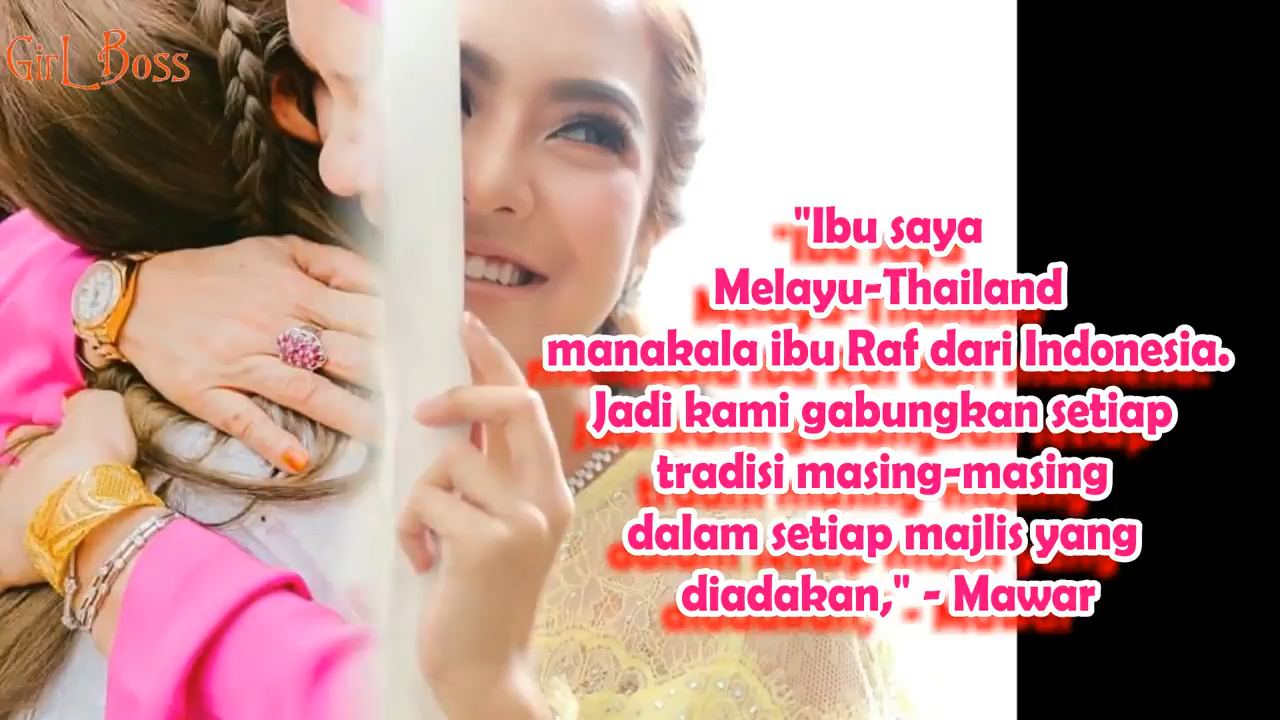 GirL Boss
"Ibu saya
Melayu-Thailand
manakala ibu Raf dari Indonesia.
Jadi kami gabungkan setiap
tradisi masing-masing
dalam setiap majlis yang
diadakan," - Mawar